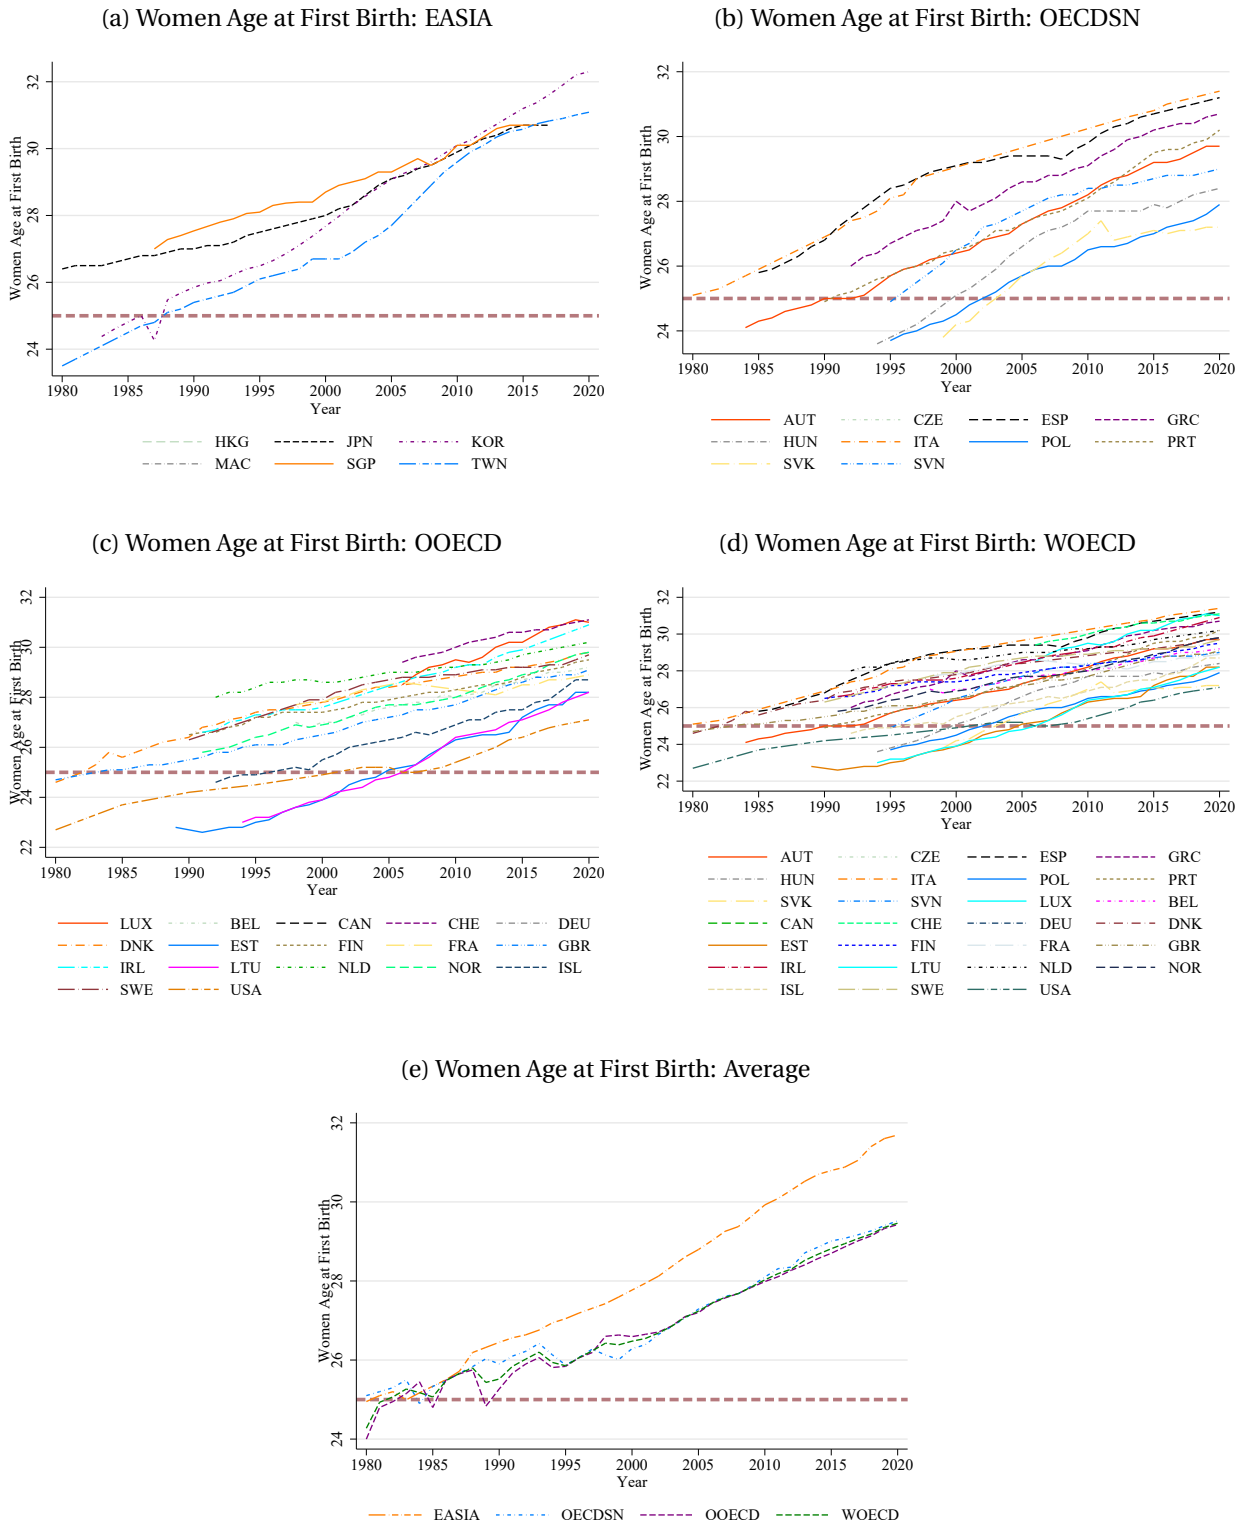 (a) Women Age at First Birth: EASIA
Women Age at First Birth
32
30
28
26
24
1980 1985 1990 1995 2000 2005 2010 2015 2020
Year
HKG JPN KOR
MAC SGP TWN
(b) Women Age at First Birth: OECDSN
Women Age at First Birth
32
30
28
26
24
1980 1985 1990 1995 2000 2005 2010 2015 2020
Year
AUT CZE ESP GRC
HUN ITA POL PRT
SVK SVN
(c) Women Age at First Birth: OOECD
Women Age at First Birth
32
30
28
26
24
22
1980 1985 1990 1995 2000 2005 2010 2015 2020
Year
LUX BEL CAN CHE DEU
DNK EST FIN FRA GBR
IRL LTU NLD NOR ISL
SWE USA
(d) Women Age at First Birth: WOECD
Women Age at First Birth
32
30
28
26
24
22
1980 1985 1990 1995 2000 2005 2010 2015 2020
Year
AUT CZE ESP GRC
HUN ITA POL PRT
SVK SVN LUX BEL
CAN CHE DEU DNK
EST FIN FRA GBR
IRL LTU NLD NOR
ISL SWE USA
(e) Women Age at First Birth: Average
Women Age at First Birth
32
30
28
26
24
1980 1985 1990 1995 2000 2005 2010 2015 2020
Year
EASIA OECDSN OOECD WOECD